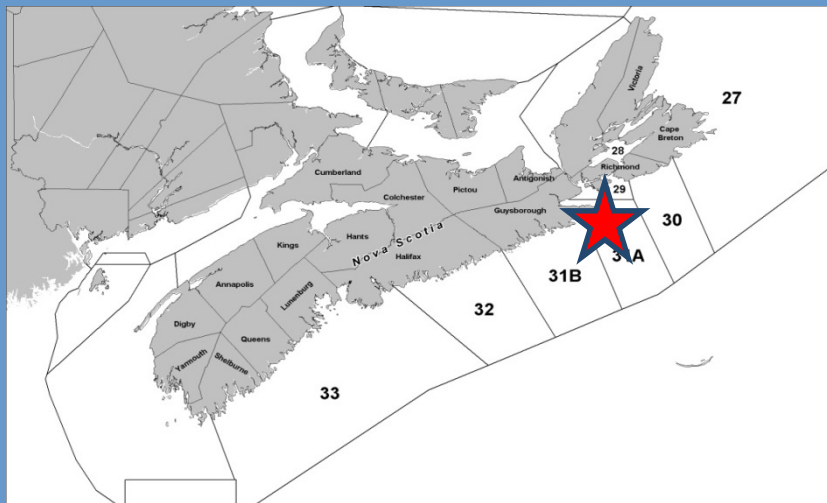 Victoria
27
Cape
Breton
28
Richmond
Cumberland
Antigonish
29
Pictou
Colchester
Guysborough
Hants
Kings
Nova Scotia
30
Halifax
31B
Annapolis
Lunenburg
32
Digby
Queens
Yarmouth
Shelburne
33